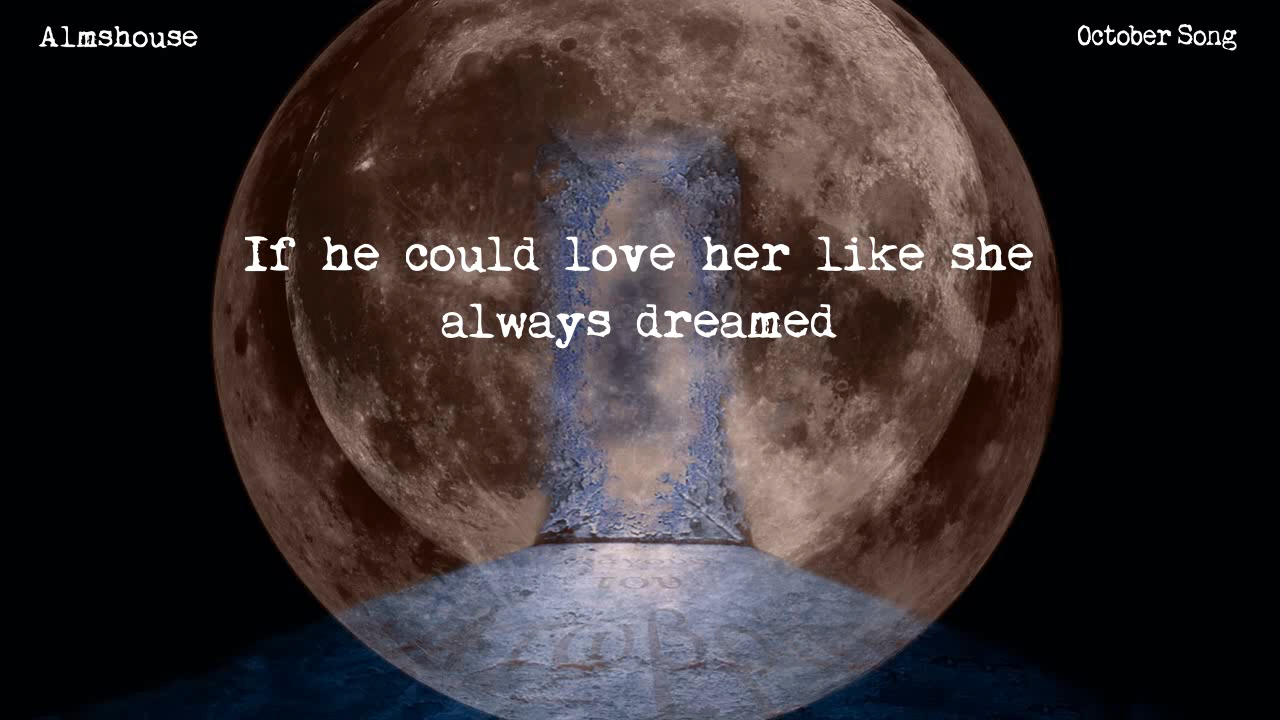 Almshouse
October Song
If he could love her like she
always dreamed